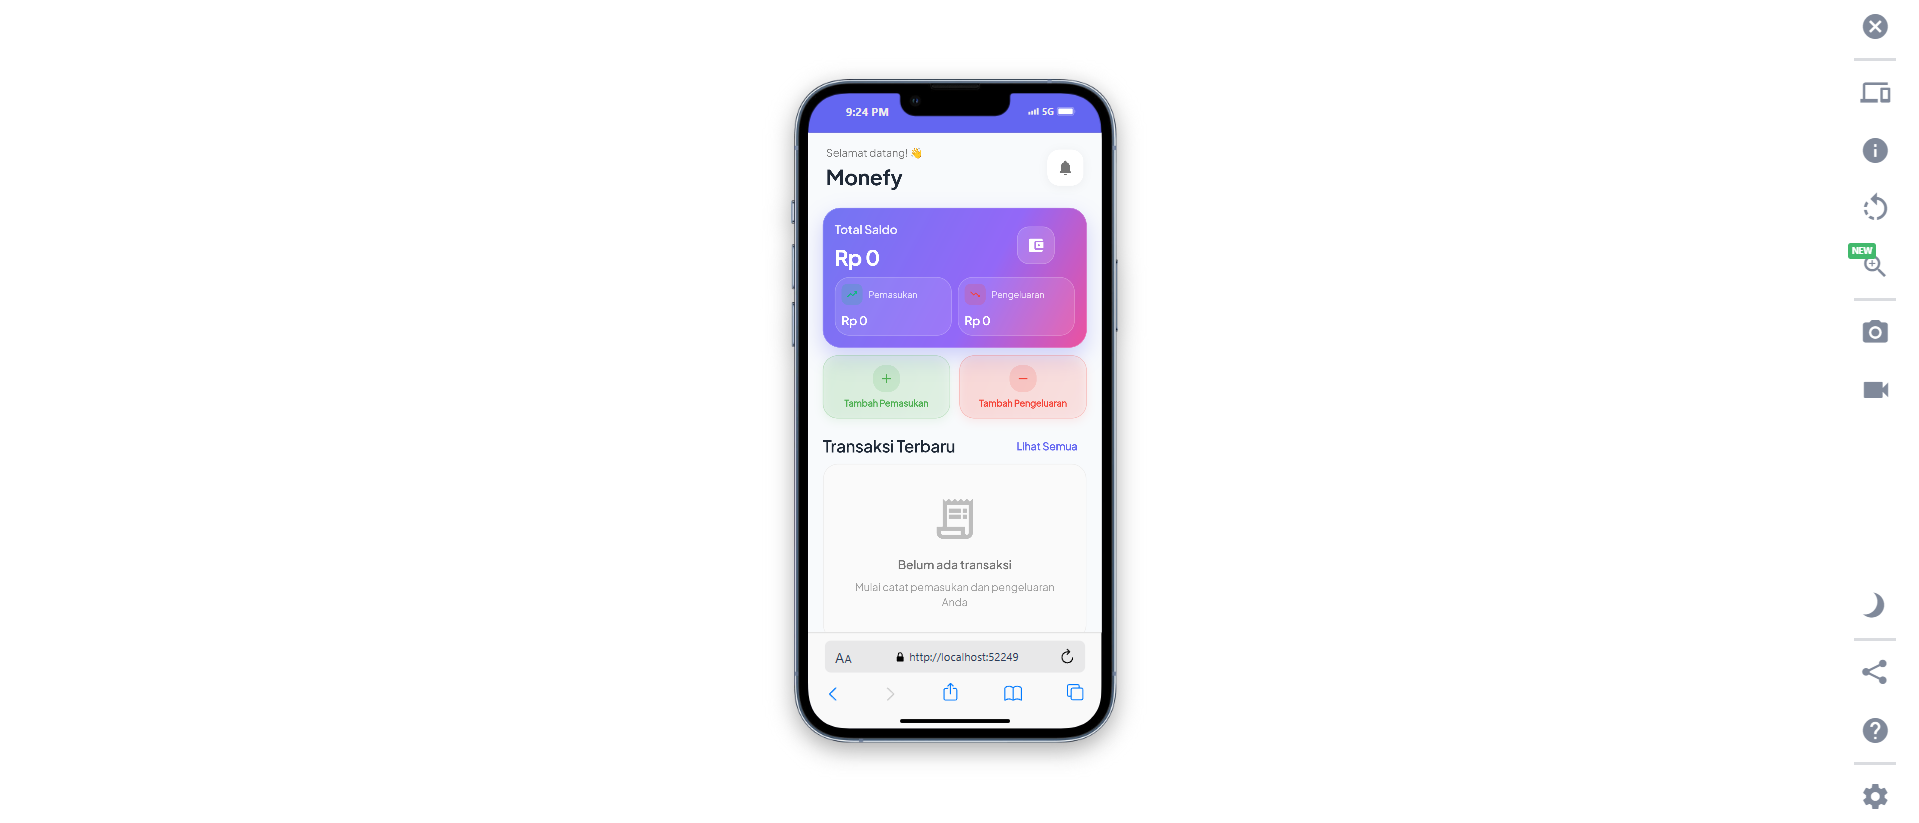 9:24 PM
5G
Selamat datang! 👋
Monefy
Total Saldo
Rp 0
Pemasukan
Pengeluaran
Rp 0
Rp 0
Tambah Pemasukan
Tambah Pengeluaran
Transaksi Terbaru
Lihat Semua
Belum ada transaksi
Mulai catat pemasukan dan pengeluaran
Anda
AA
http://localhost:52249
NEW